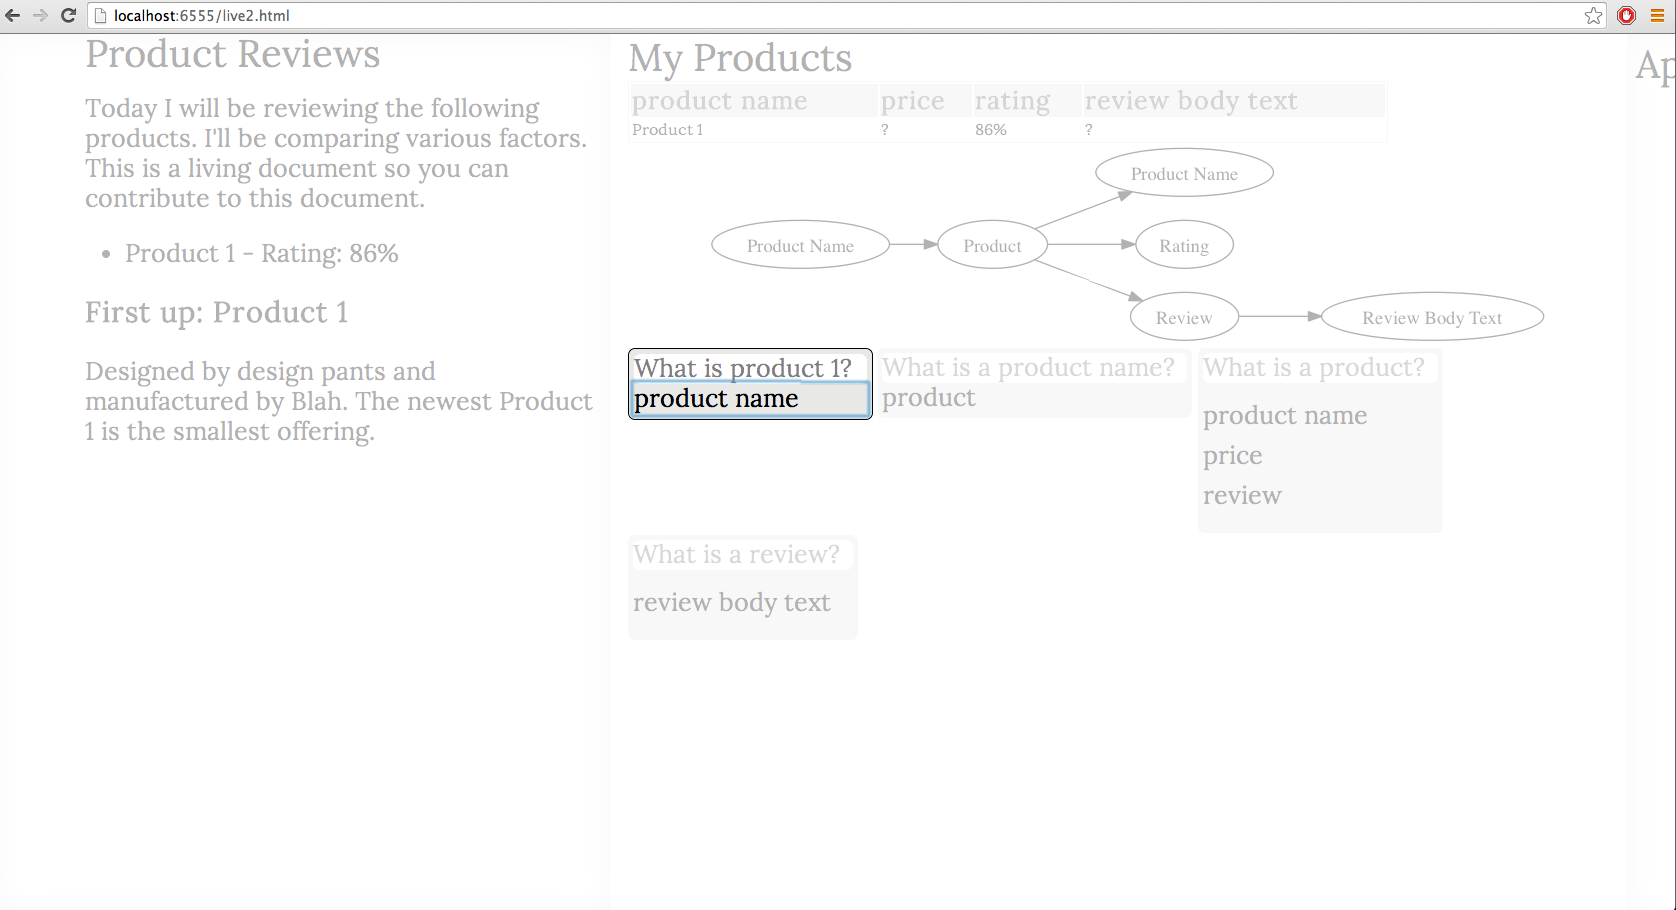 localhost:6555/live2.html
Product Reviews
Today I will be reviewing the following
products. I'll be comparing various factors.
This is a living document so you can
contribute to this document.
Product 1 - Rating: 86%
First up: Product 1
Designed by design pants and
manufactured by Blah. The newest Product
1 is the smallest offering.
My Products
product name price rating review body text
Product 1 ? 86% ?
Product Name
Product Name Product Rating
Review Review Body Text
What is product 1?
product name
What is a product name?
product
What is a product?
product name
price
review
What is a review?
review body text
Ap